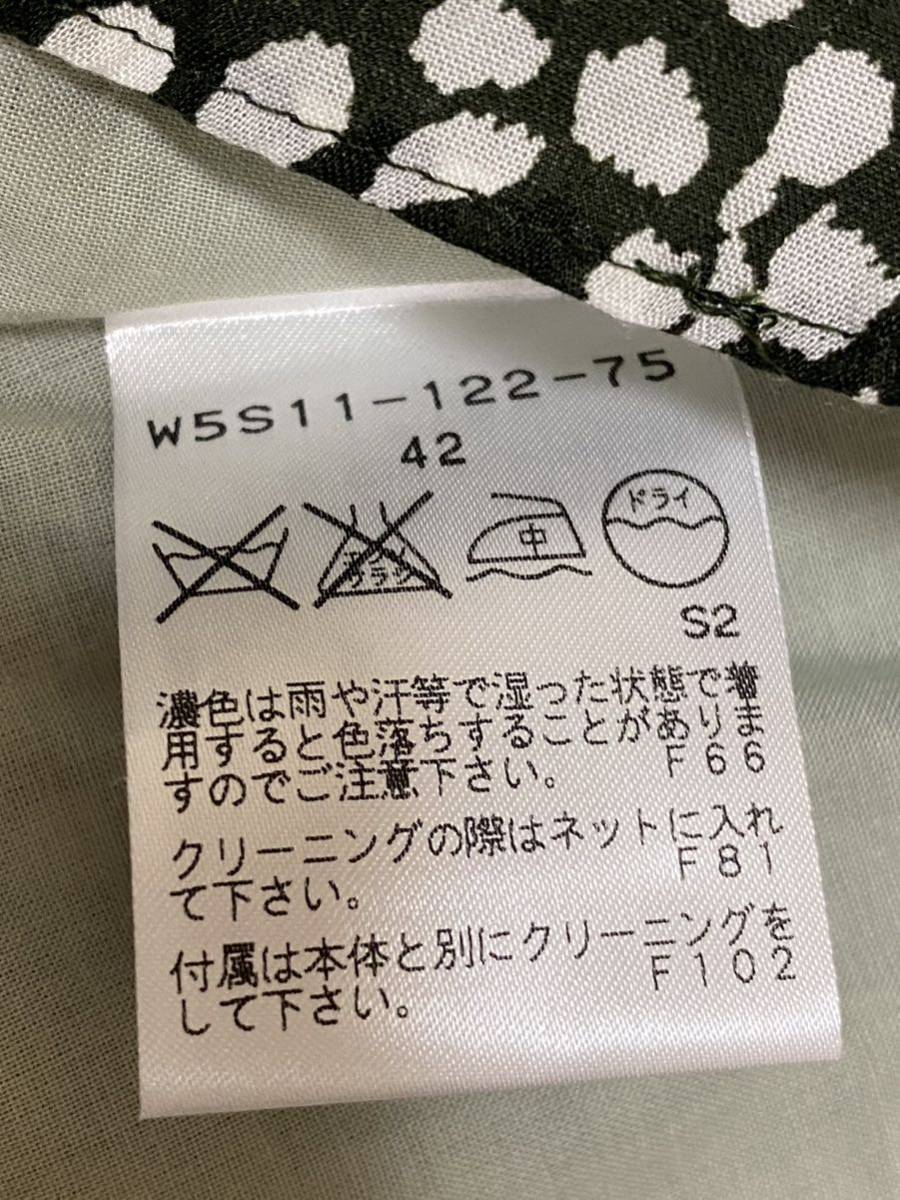 W5S11-122-75
42
中
ドライ
S2
濃色は雨や汗等で湿った状態で着
用すると色落ちすることがありま
すのでご注意下さい。 F66
クリーニングの際はネットに入れ
て下さい。 F81
付属は本体と別にクリーニングを
して下さい。 F102